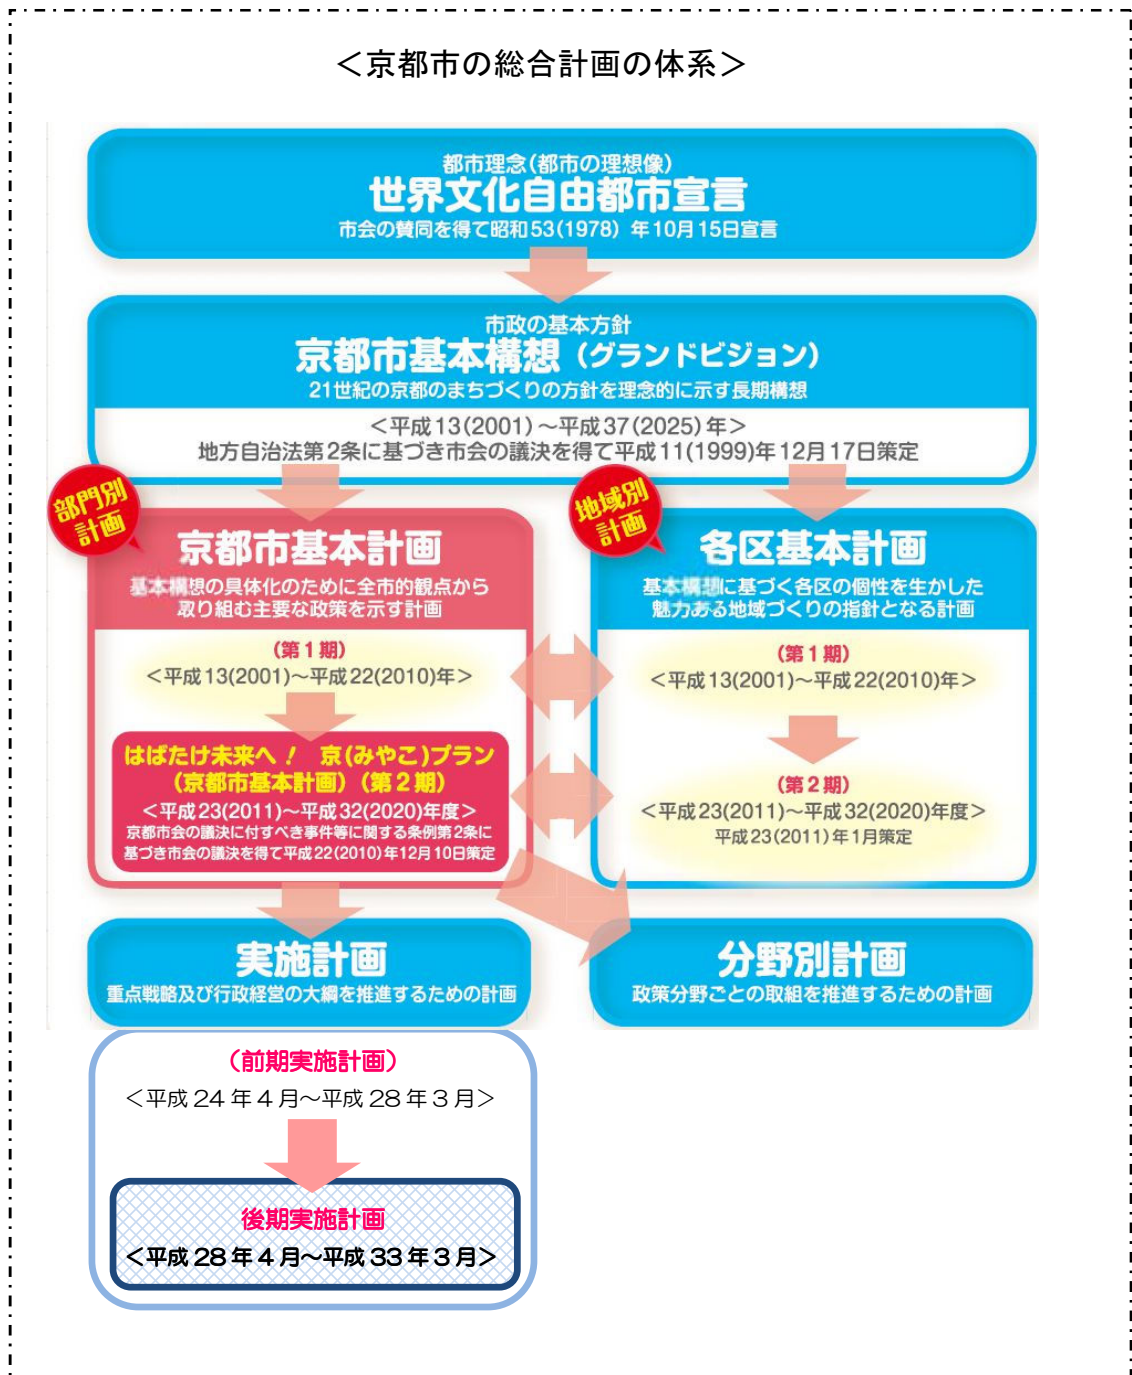 ＜京都市の総合計画の体系＞
都市理念(都市の理想像)
世界文化自由都市宣言
市会の賛同を得て昭和53(1978) 年10月15日宣言
市政の基本方針
京都市基本構想（グランドビジョン）
21世紀の京都のまちづくりの方針を理念的に示す長期構想
＜平成13(2001)～平成37(2025)年＞
地方自治法第2条に基づき市会の議決を得て平成11(1999)年12月17日策定
部門別
計画
京都市基本計画
基本構想の具体化のために全市的観点から
取り組む主要な政策を示す計画
(第1期)
＜平成13(2001)～平成22(2010)年＞
はばたけ未来へ！ 京(みやこ)プラン
(京都市基本計画)(第2期)
＜平成23(2011)～平成32(2020)年度＞
京都市会の議決に付すべき事件等に関する条例第2条に
基づき市会の議決を得て平成22(2010)年12月10日策定
地域別
計画
各区基本計画
基本構想に基づく各区の個性を生かした
魅力ある地域づくりの指針となる計画
(第1期)
＜平成13(2001)～平成22(2010)年＞
(第2期)
＜平成23(2011)～平成32(2020)年度＞
平成23(2011)年1月策定
実施計画
重点戦略及び行政経営の大綱を推進するための計画
分野別計画
政策分野ごとの取組を推進するための計画
（前期実施計画）
＜平成24年4月～平成28年3月＞
後期実施計画
＜平成28年4月～平成33年3月＞